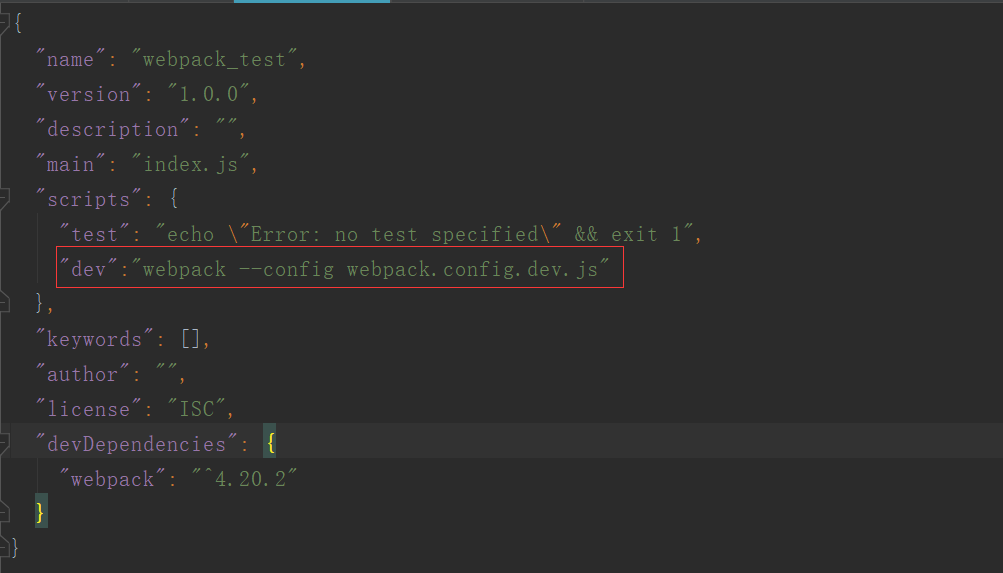 {
"name": "webpack_test",
"version": "1.0.0",
"description": "",
"main": "index.js",
"scripts": {
"test": "echo \"Error: no test specified\" && exit 1",
"dev":"webpack --config webpack.config.dev.js"
},
"keywords": [],
"author": "",
"license": "ISC",
"devDependencies": {
"webpack": "^4.20.2"
}
}